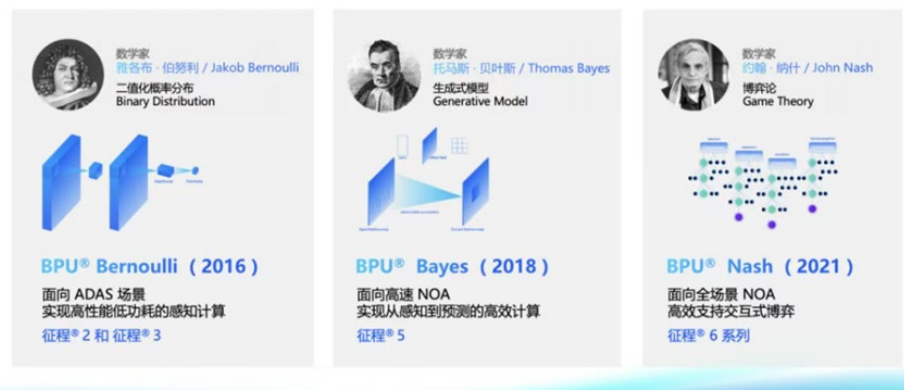 数学家
雅各布 · 伯努利 / Jakob Bernoulli
二值化概率分布
Binary Distribution
BPU® Bernoulli（2016）
面向 ADAS 场景
实现高性能低功耗的感知计算
征程® 2 和 征程® 3
数学家
托马斯 · 贝叶斯 / Thomas Bayes
生成式模型
Generative Model
BPU® Bayes（2018）
面向高速 NOA
实现从感知到预测的高效计算
征程® 5
数学家
约翰 · 纳什 / John Nash
博弈论
Game Theory
BPU® Nash（2021）
面向全场景 NOA
高效支持交互式博弈
征程® 6 系列